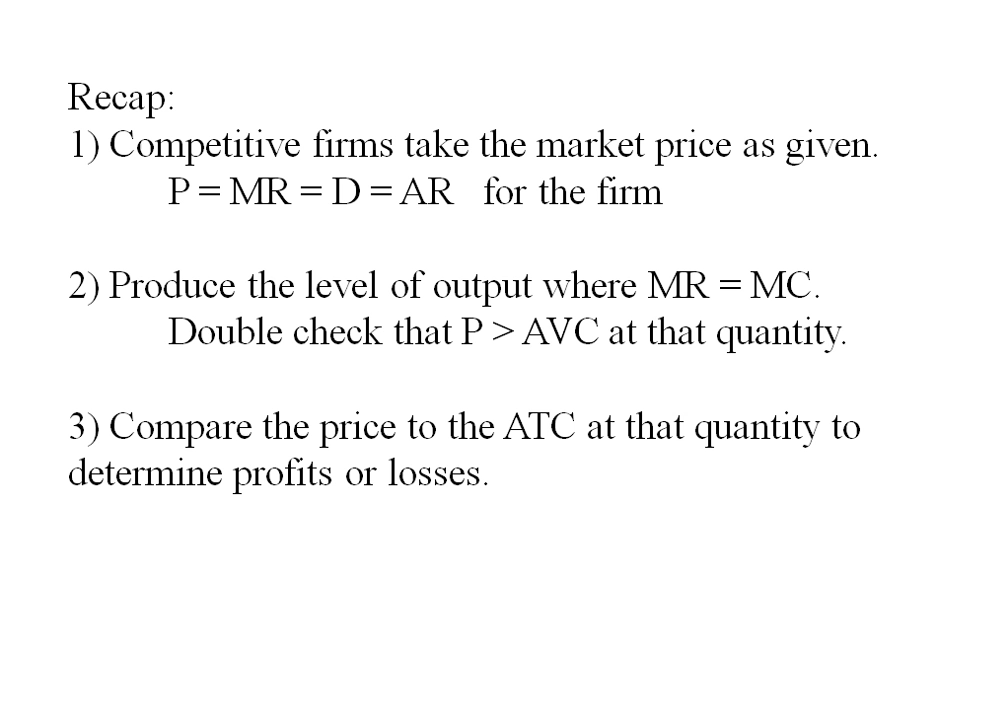 Recap:
1) Competitive firms take the market price as given.
P = MR = D = AR for the firm
2) Produce the level of output where MR = MC.
Double check that P > AVC at that quantity.
3) Compare the price to the ATC at that quantity to
determine profits or losses.